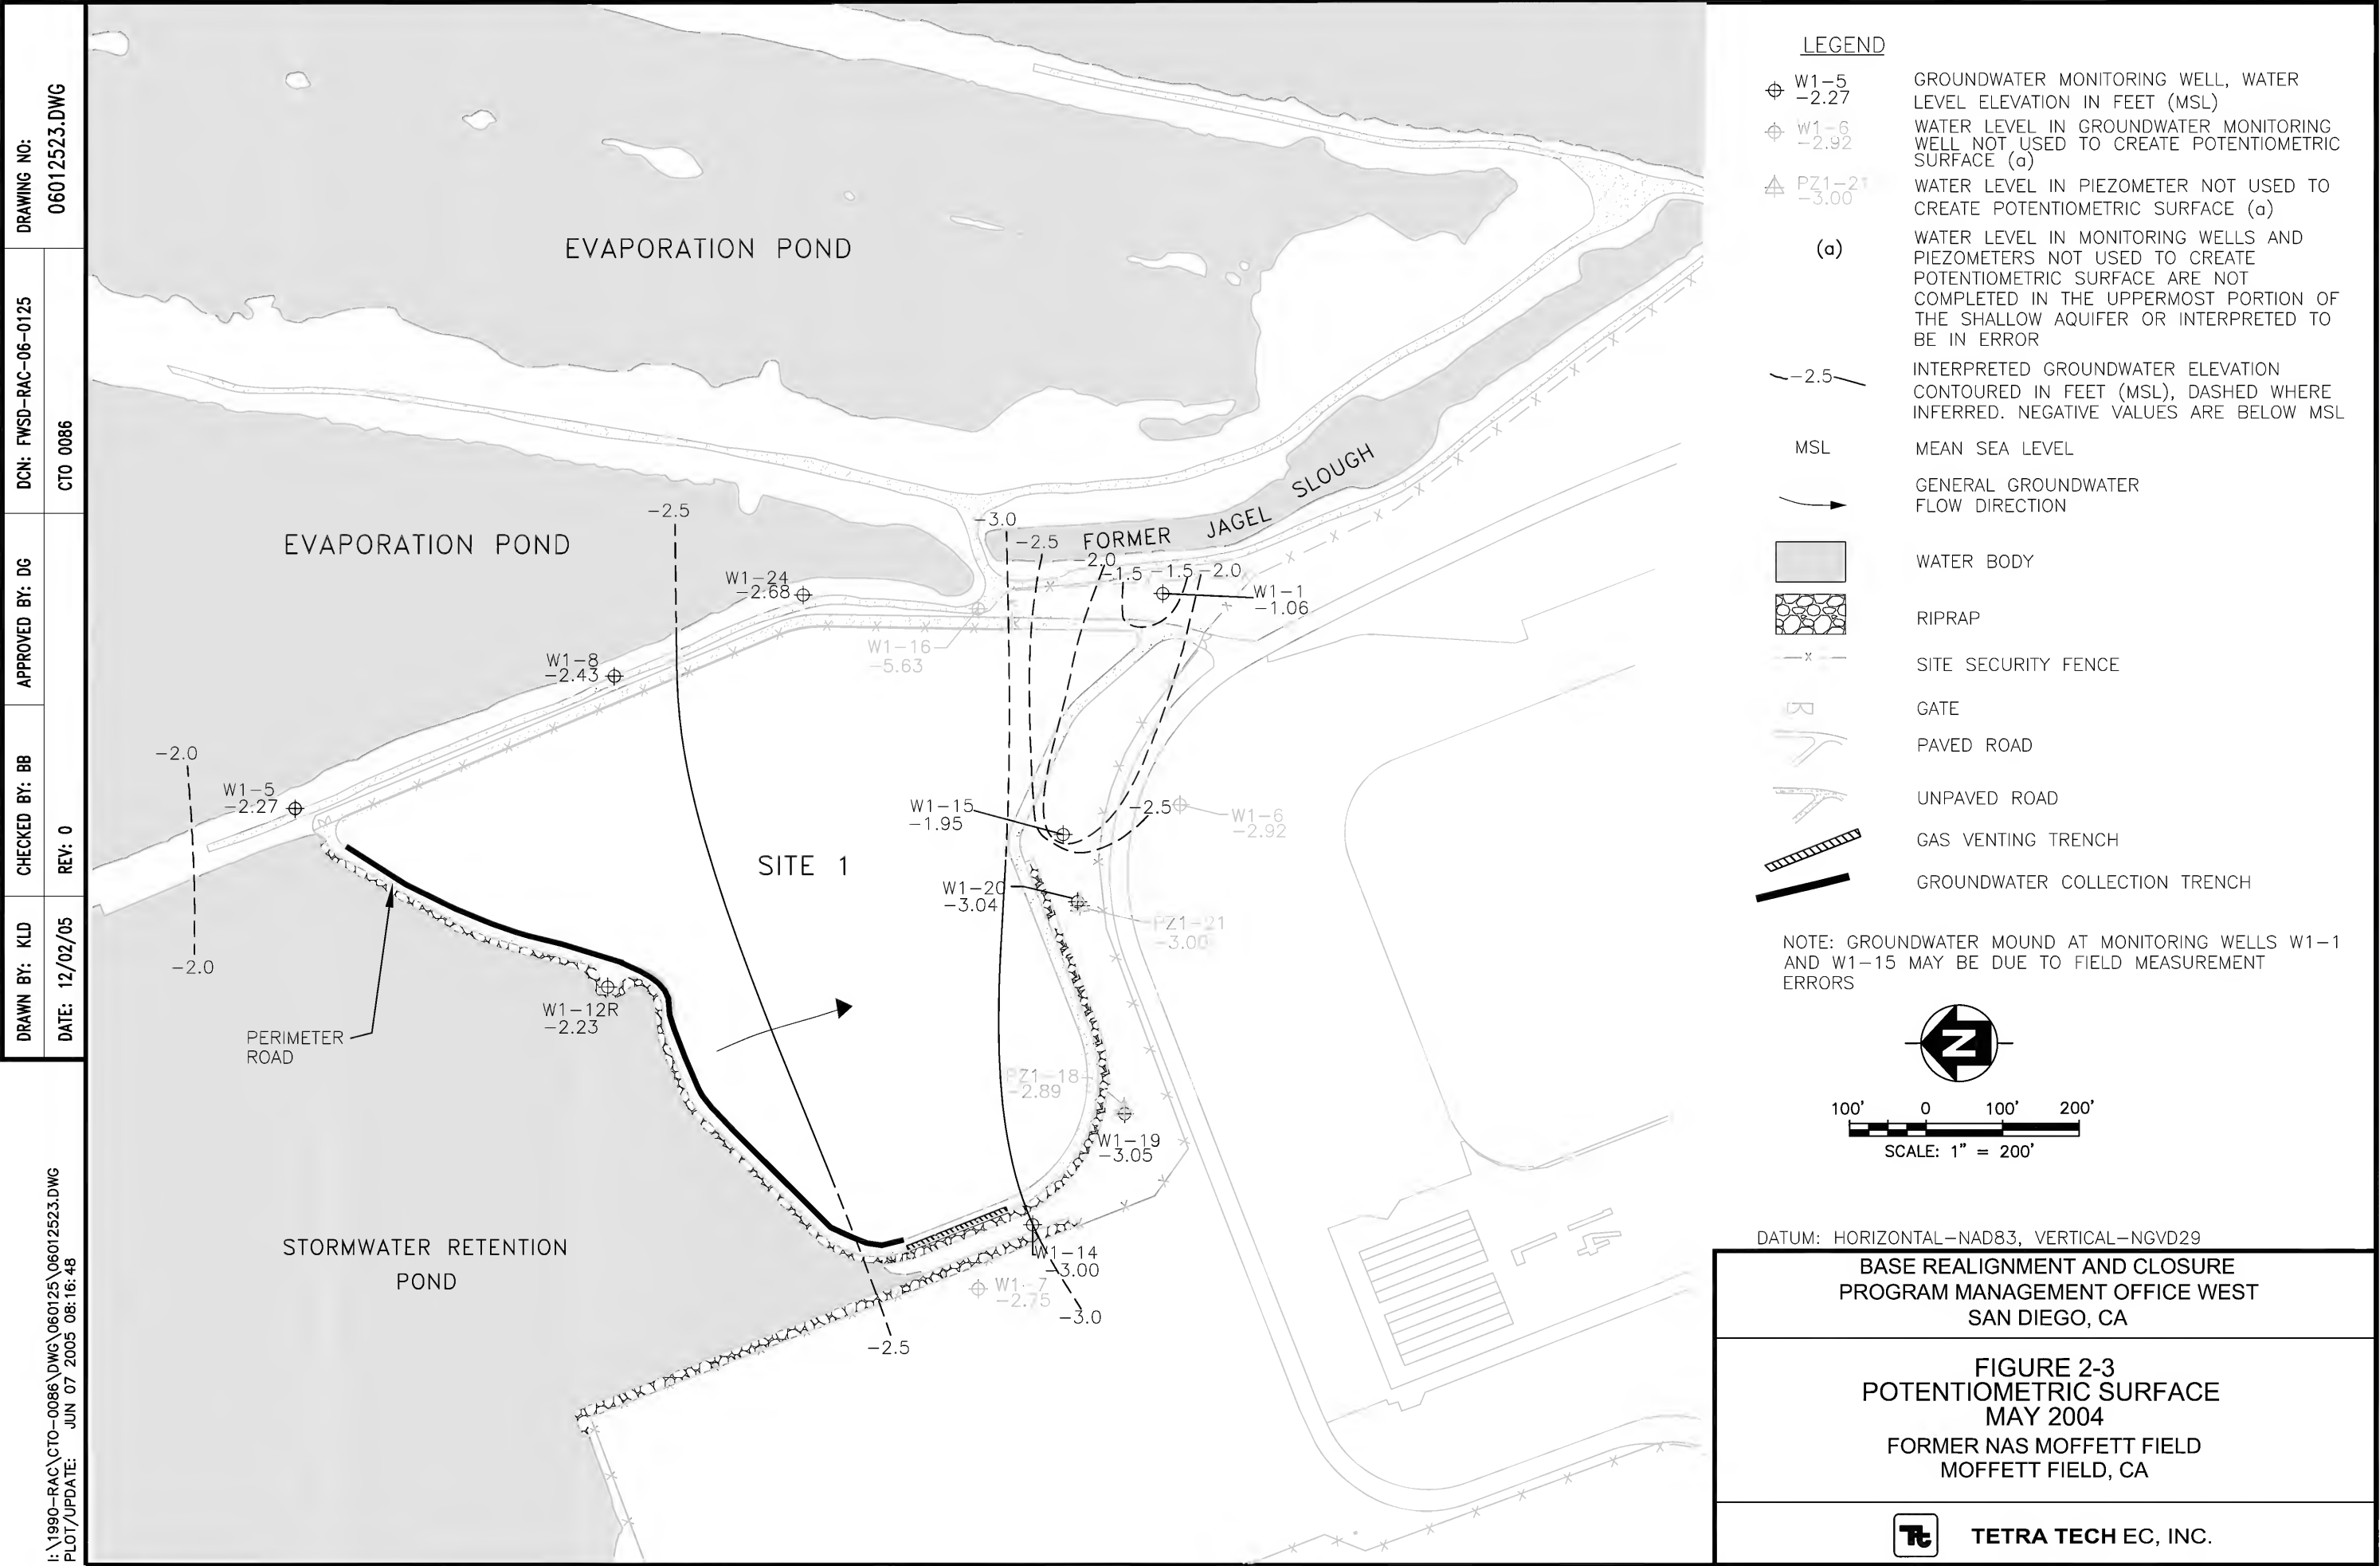 DRAWING NO:
060125523.DWG
DCN: FWSD-RAC-06-0125
CTO 0086
APPROVED BY: DG
CHECKED BY: BB
REV: 0
DRAWN BY: KLD
DATE: 12/02/05
I:\1990-RAC\CTO-0086\DWG\060125\060125523.DWG
PLOT/UPDATE: JUN 07 2005 08:16:48
EVAPORATION POND
EVAPORATION POND
FORMER JAGEL SLOUGH
-2.5
-3.0
-2.5
-2.0
-1.5
-1.5
-2.0
W1-24
-2.68
W1-1
-1.06
W1-16
-5.63
W1-8
-2.43
-2.0
W1-5
-2.27
W1-15
-1.95
-2.5
W1-6
-2.92
SITE 1
W1-20
-3.04
PZ1-21
-3.00
-2.0
W1-12R
-2.23
PERIMETER
ROAD
PZ1-18
-2.89
W1-19
-3.05
STORMWATER RETENTION
POND
W1-14
-3.00
W1-7
-2.75
-3.0
-2.5
14
L
LEGEND
W1-5
-2.27
GROUNDWATER MONITORING WELL, WATER
LEVEL ELEVATION IN FEET (MSL)
W1-6
-2.92
WATER LEVEL IN GROUNDWATER MONITORING
WELL NOT USED TO CREATE POTENTIOMETRIC
SURFACE (a)
PZ1-21
-3.00
WATER LEVEL IN PIEZOMETER NOT USED TO
CREATE POTENTIOMETRIC SURFACE (a)
(a)
WATER LEVEL IN MONITORING WELLS AND
PIEZOMETERS NOT USED TO CREATE
POTENTIOMETRIC SURFACE ARE NOT
COMPLETED IN THE UPPERMOST PORTION OF
THE SHALLOW AQUIFER OR INTERPRETED TO
BE IN ERROR
-2.5
INTERPRETED GROUNDWATER ELEVATION
CONTOURED IN FEET (MSL), DASHED WHERE
INFERRED. NEGATIVE VALUES ARE BELOW MSL
MSL
MEAN SEA LEVEL
GENERAL GROUNDWATER
FLOW DIRECTION
WATER BODY
RIPRAP
SITE SECURITY FENCE
GATE
PAVED ROAD
UNPAVED ROAD
GAS VENTING TRENCH
GROUNDWATER COLLECTION TRENCH
NOTE: GROUNDWATER MOUND AT MONITORING WELLS W1-1
AND W1-15 MAY BE DUE TO FIELD MEASUREMENT
ERRORS
N
100' 0 100' 200'
SCALE: 1" = 200'
DATUM: HORIZONTAL-NAD83, VERTICAL-NGVD29
BASE REALIGNMENT AND CLOSURE
PROGRAM MANAGEMENT OFFICE WEST
SAN DIEGO, CA
FIGURE 2-3
POTENTIOMETRIC SURFACE
MAY 2004
FORMER NAS MOFFETT FIELD
MOFFETT FIELD, CA
Tt
TETRA TECH EC, INC.